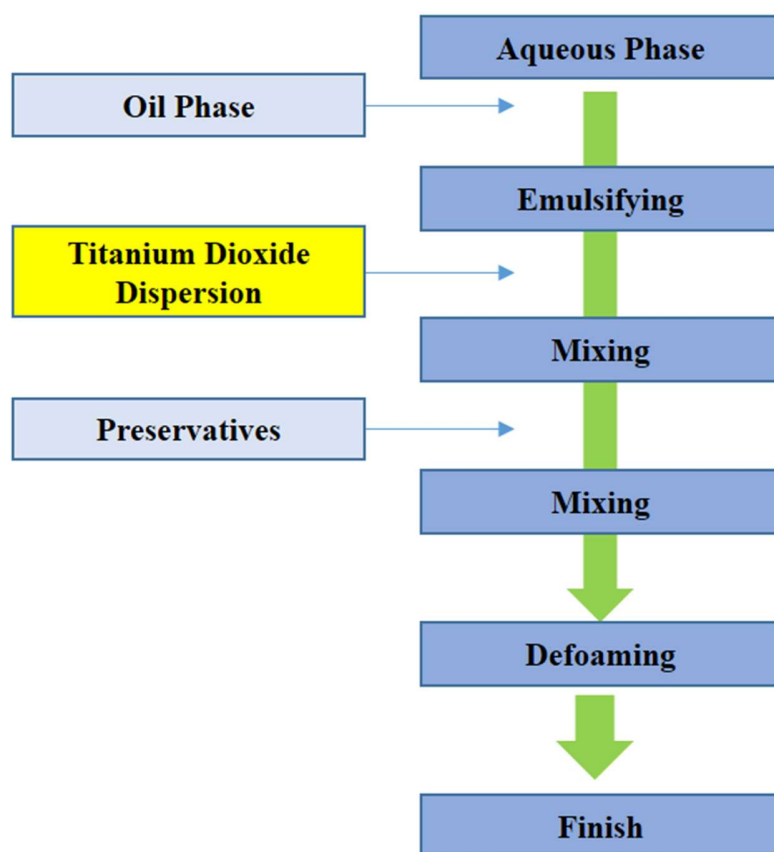 Aqueous Phase
Oil Phase
Emulsifying
Titanium Dioxide
Dispersion
Mixing
Preservatives
Mixing
Defoaming
Finish